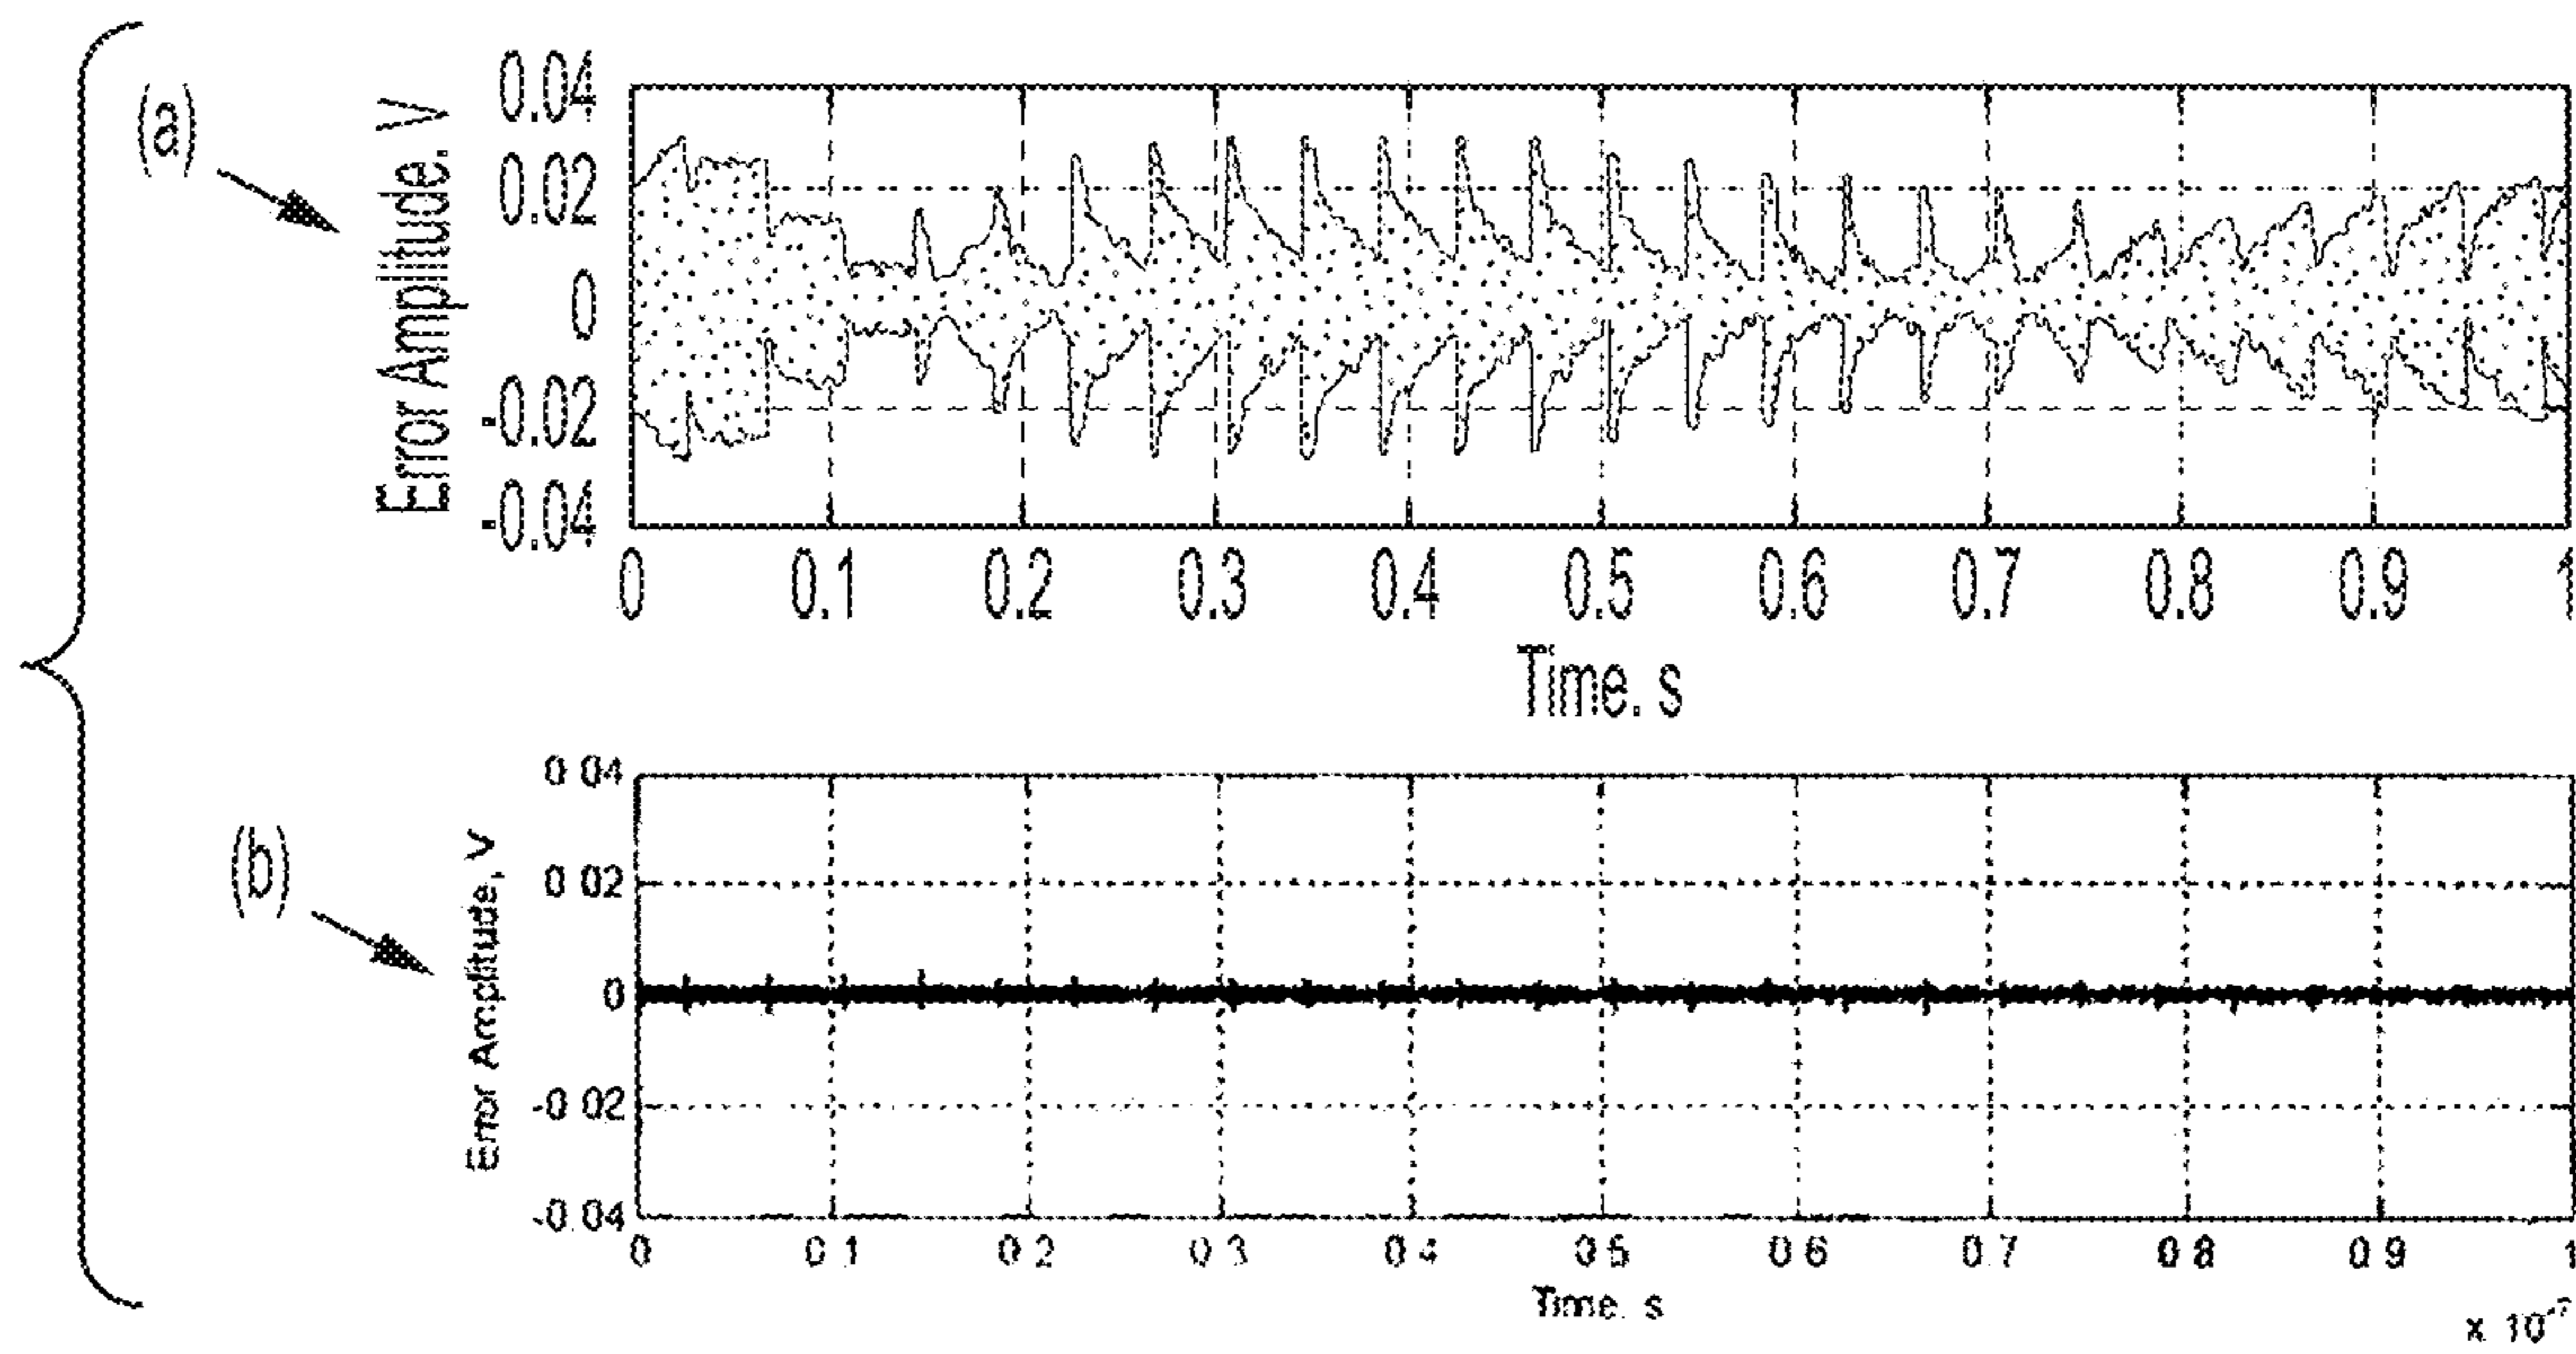 (a)
Error Amplitude. V
0.04
0.02
0
-0.02
-0.04
0 0.1 0.2 0.3 0.4 0.5 0.6 0.7 0.8 0.9 1
Time. s
(b)
Error Amplitude, V
0 04
0 02
0
-0 02
-0.04
0 0 1 0 2 0 3 0 4 0 5 0 6 0.7 0 8 0 9 1
Time. s
x 10⁻⁷